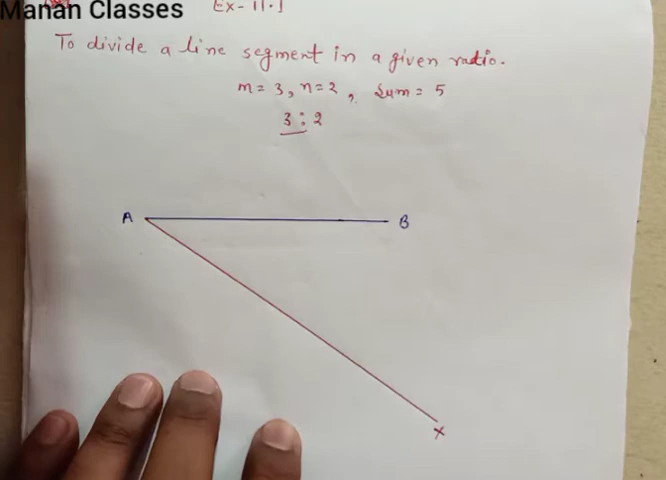 Manan Classes
Ex-11.1
To divide a line segment in a given ratio.
m = 3, n = 2, Sum = 5
3 : 2
A
B
X